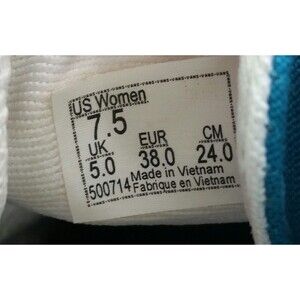 US Women
7.5
UK EUR CM
5.0 38.0 24.0
500714 Made in Vietnam
Fabrique en Vietnam